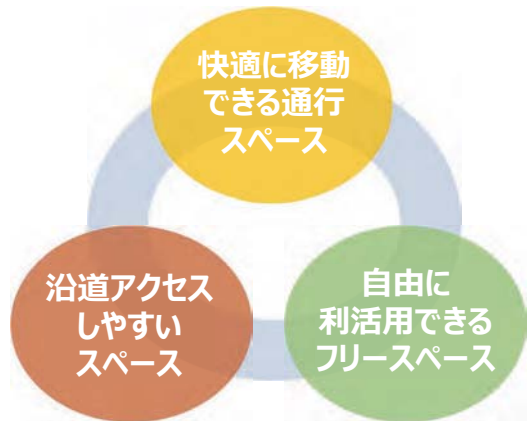 快適に移動
できる通行
スペース
沿道アクセス
しやすい
スペース
自由に
利活用できる
フリースペース